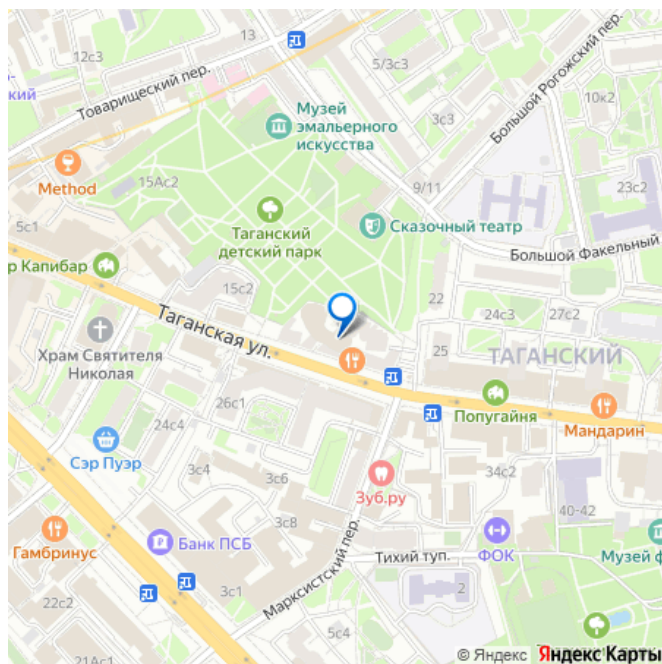 13
5/3с3
Товарищеский пер.
Большой Рогожский пер.
ский
Музей
эмальерного
искусства
3с3
10к2
Method
15Ас2
9/11
23с2
5с1
Таганский
детский парк
Сказочный театр
Большой Факельный
р Капибар
15с2
22
24с3
27с2
Таганская ул.
Храм Святителя
Николая
25
ТАГАНСКИЙ
26с1
Попугайня
Мандарин
24с4
Сэр Пуэр
3с4
3с6
Зуб.ру
34с2
40-42
3с8
Гамбринус
Банк ПСБ
ФОК
Музей ф
Тихий туп.
Марксистский пер.
3с1
2
22с2
5с4
21Ас1
© Яндекс Яндекс Карты